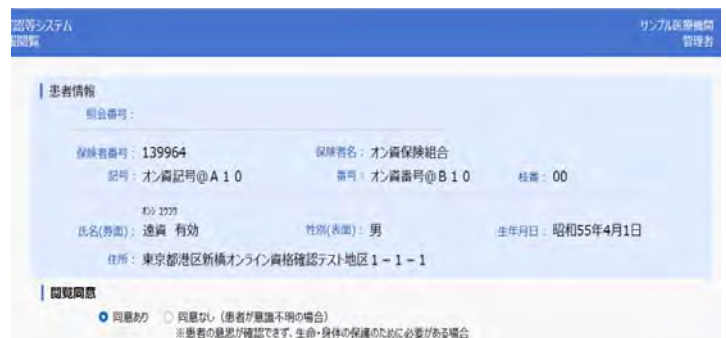 認等システム
サンプル医療機関
閲覧
管理者
患者情報
照会番号：
保険者番号：139964 保険者名：オン資保険組合
記号：オン資記号@A10 番号：オン資番号@B10 枝番：00
氏名(券面)：遠資 有効 性別(表面)：男 生年月日：昭和55年4月1日
住所：東京都港区新橋オンライン資格確認テスト地区1－1－1
閲覧同意
同意あり 同意なし（患者が意識不明の場合）
※患者の意思が確認できず、生命・身体の保護のために必要がある場合